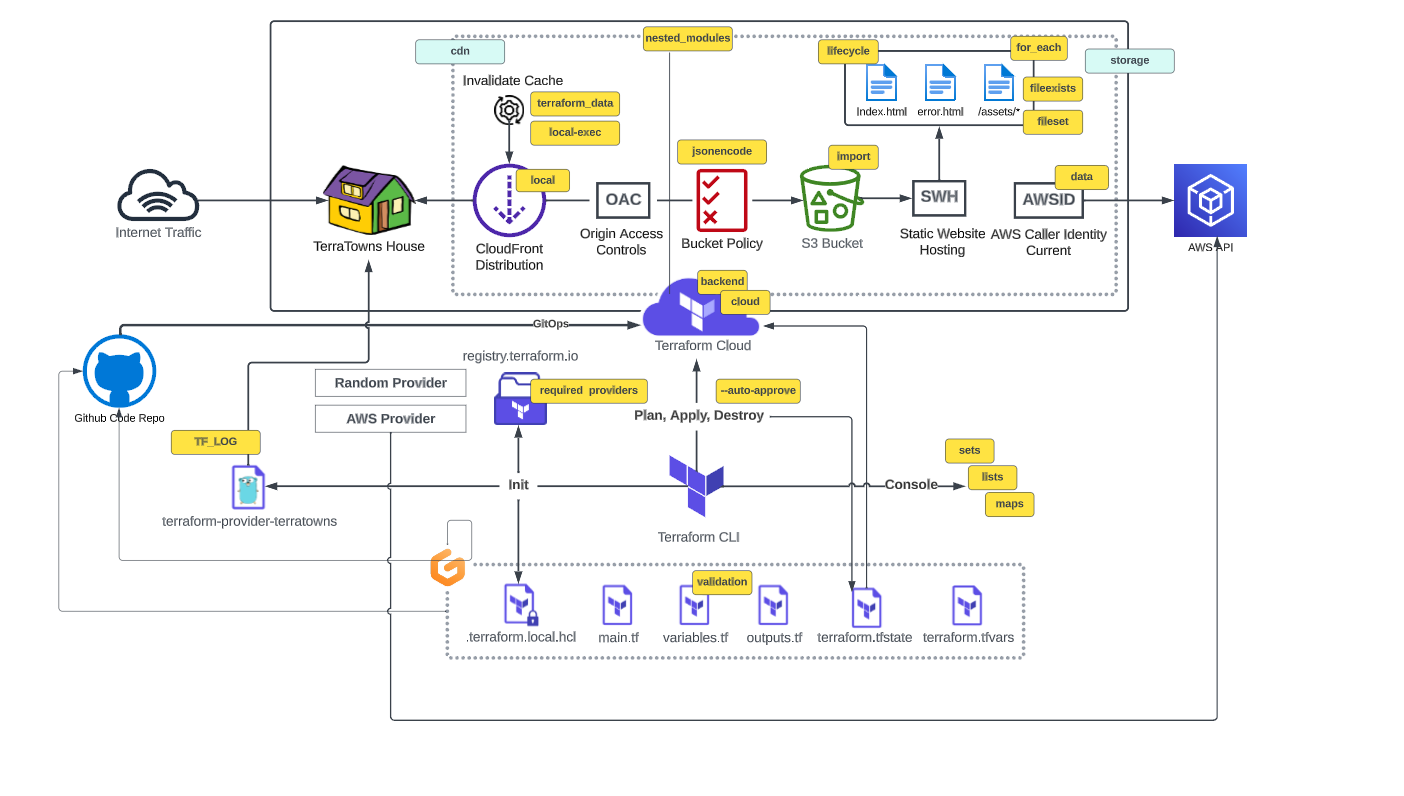 nested_modules
cdn
lifecycle
for_each
storage
Invalidate Cache
terraform_data
local-exec
Index.html
error.html
/assets/*
fileexists
fileset
jsonencode
import
local
data
OAC
SWH
AWSID
Internet Traffic
TerraTowns House
CloudFront
Distribution
Origin Access
Controls
Bucket Policy
S3 Bucket
Static Website
Hosting
AWS Caller Identity
Current
AWS API
backend
cloud
GitOps
Terraform Cloud
registry.terraform.io
Random Provider
required providers
--auto-approve
AWS Provider
Plan, Apply, Destroy
Github Code Repo
TF_LOG
sets
lists
maps
Init
Console
terraform-provider-terratowns
Terraform CLI
validation
.terraform.local.hcl
main.tf
variables.tf
outputs.tf
terraform.tfstate
terraform.tfvars